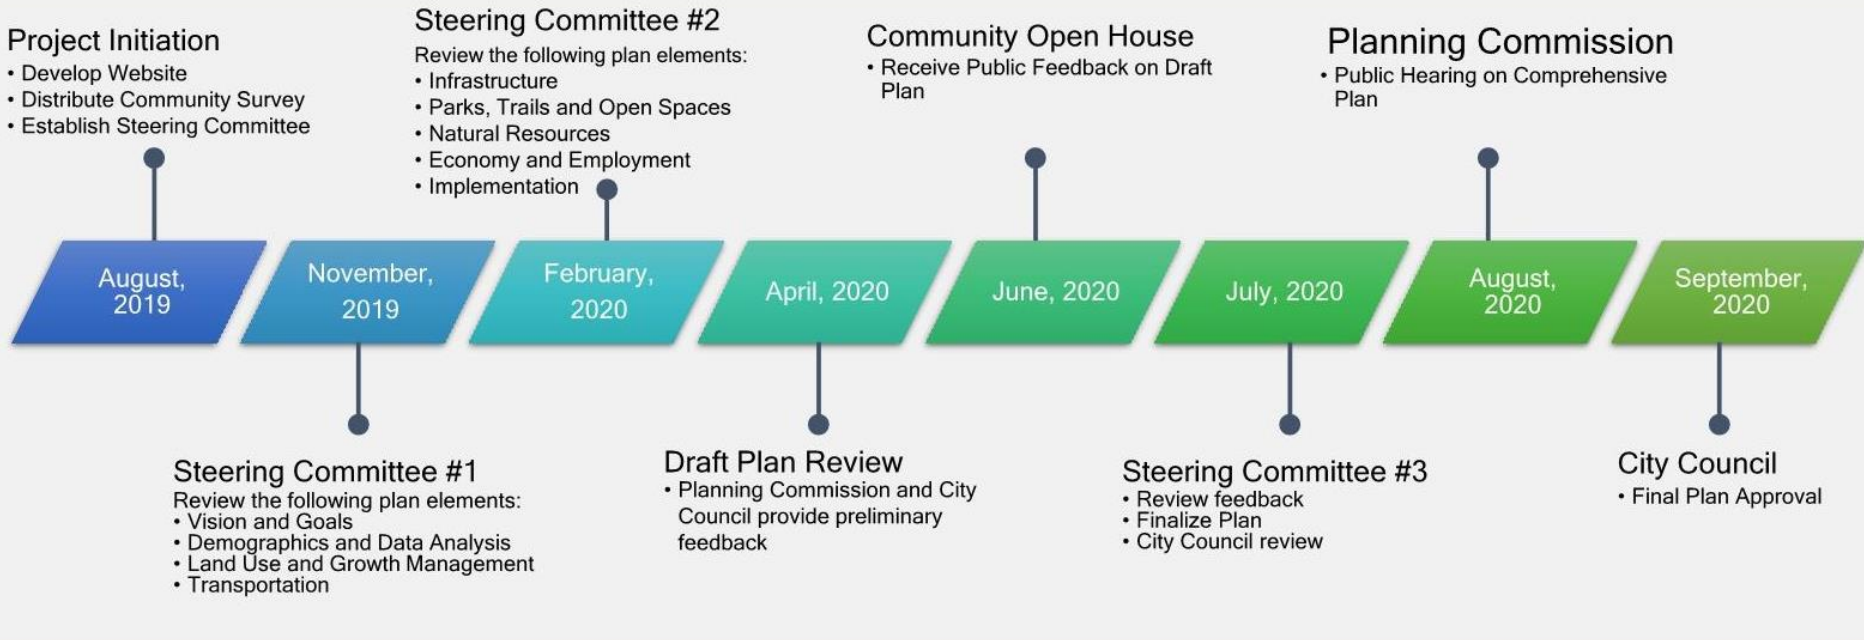 Project Initiation
• Develop Website
• Distribute Community Survey
• Establish Steering Committee
Steering Committee #2
Review the following plan elements:
• Infrastructure
• Parks, Trails and Open Spaces
• Natural Resources
• Economy and Employment
• Implementation
Community Open House
• Receive Public Feedback on Draft
Plan
Planning Commission
• Public Hearing on Comprehensive
Plan
August,
2019
November,
2019
February,
2020
April, 2020
June, 2020
July, 2020
August,
2020
September,
2020
Steering Committee #1
Review the following plan elements:
• Vision and Goals
• Demographics and Data Analysis
• Land Use and Growth Management
• Transportation
Draft Plan Review
• Planning Commission and City
Council provide preliminary
feedback
Steering Committee #3
• Review feedback
• Finalize Plan
• City Council review
City Council
• Final Plan Approval